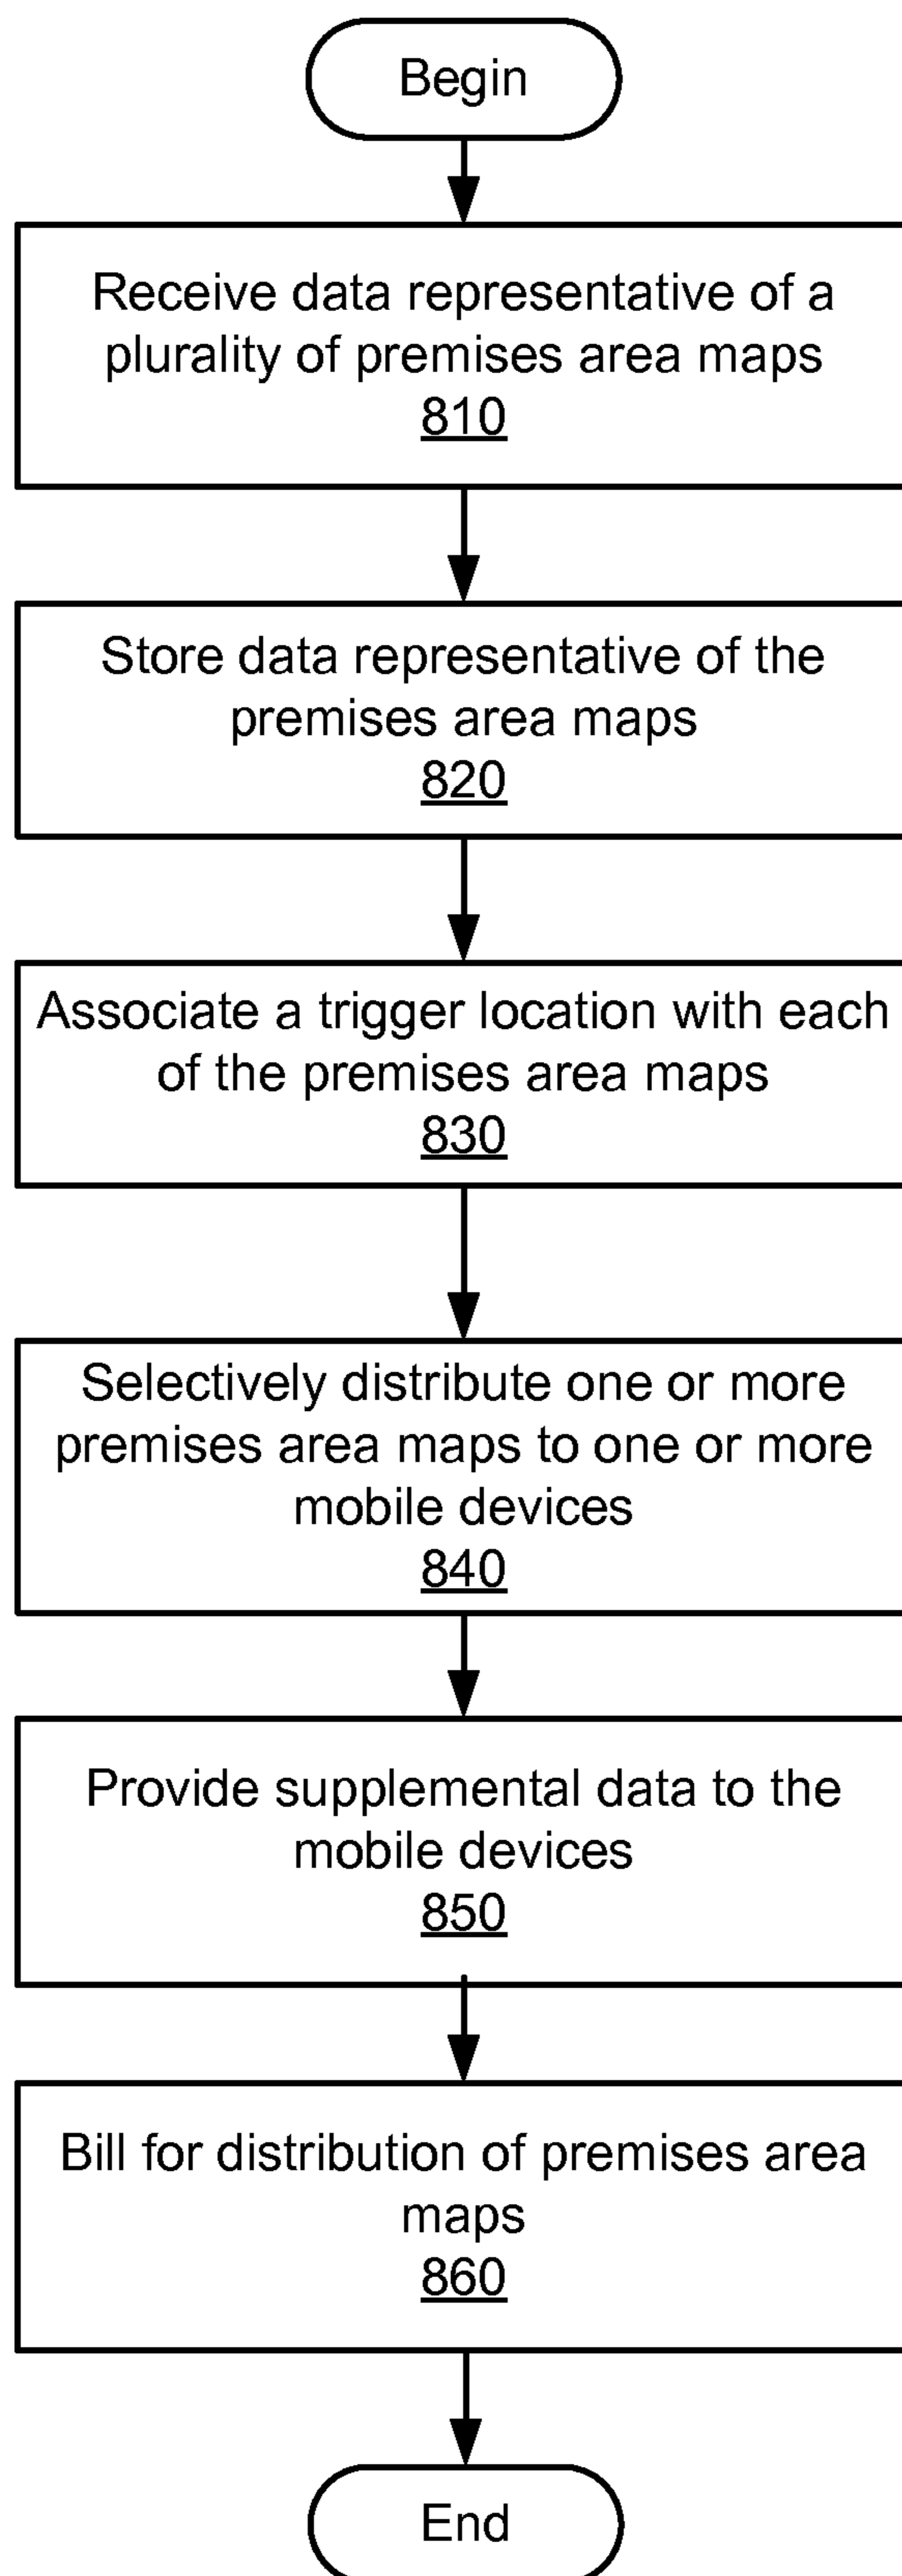 Begin
Receive data representative of a
plurality of premises area maps
810
Store data representative of the
premises area maps
820
Associate a trigger location with each
of the premises area maps
830
Selectively distribute one or more
premises area maps to one or more
mobile devices
840
Provide supplemental data to the
mobile devices
850
Bill for distribution of premises area
maps
860
End